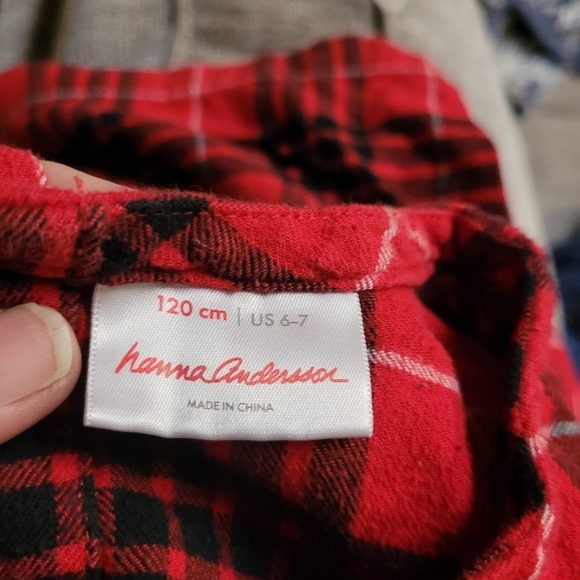 120 cm | US 6–7
hanna Andersson
MADE IN CHINA